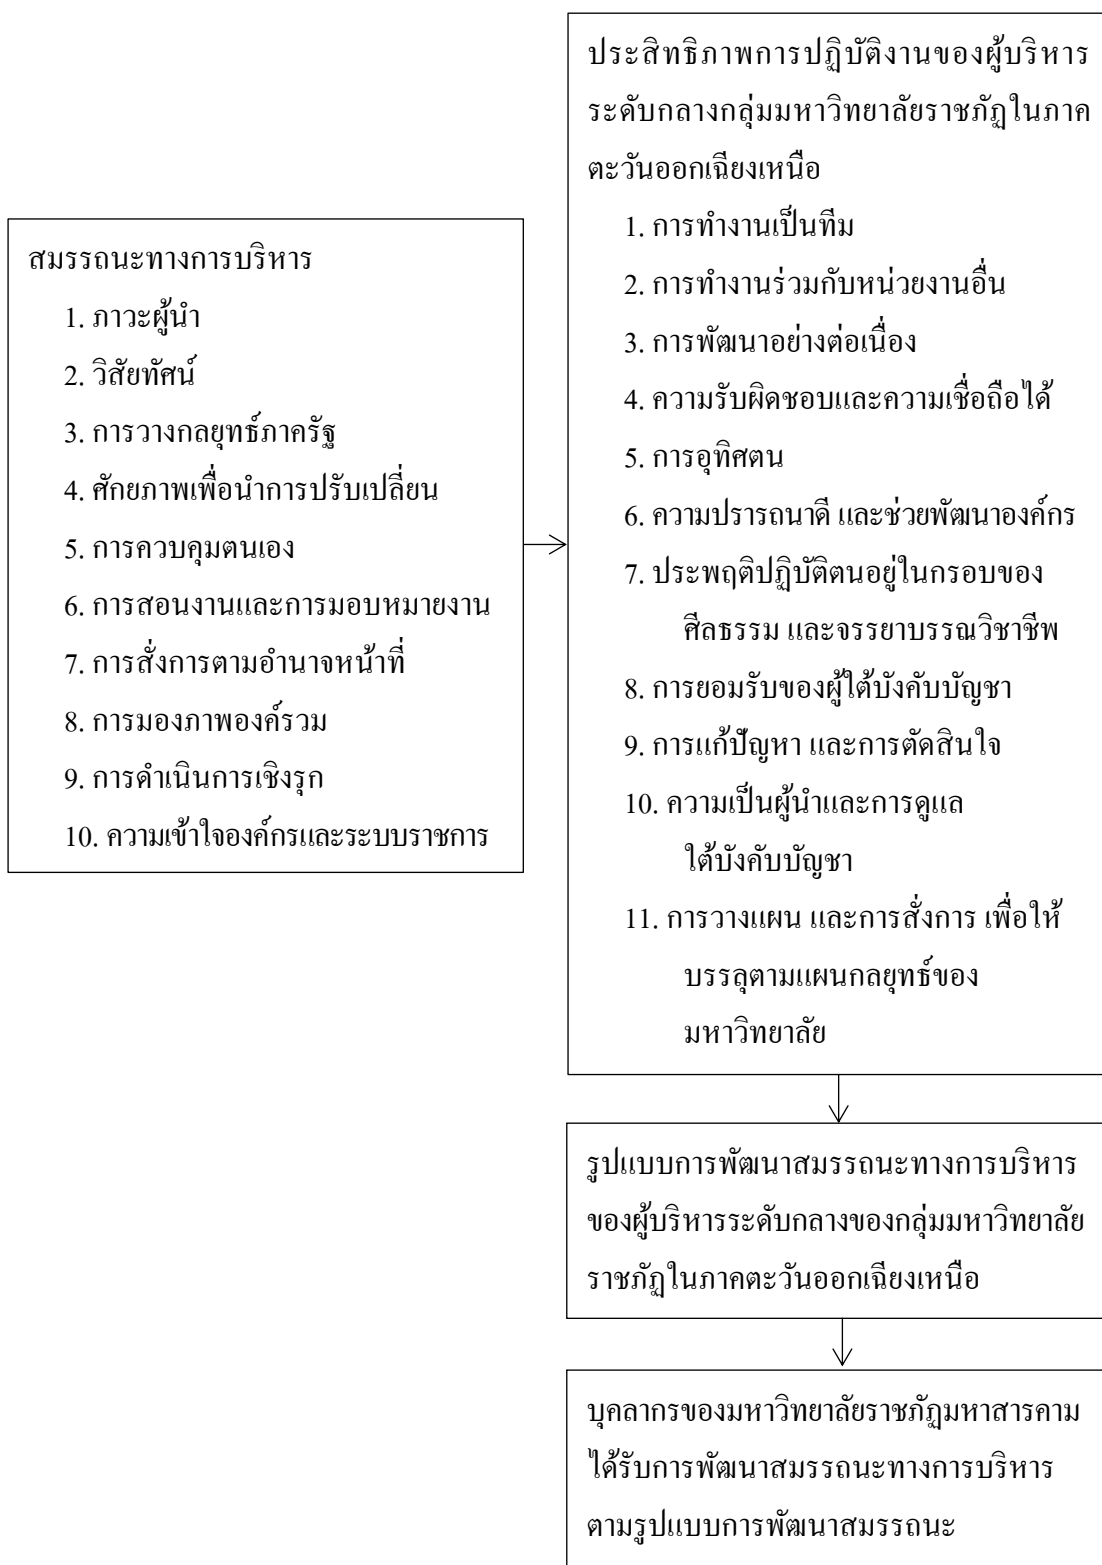 สมรรถนะทางการบริหาร
1. ภาวะผู้นำ
2. วิสัยทัศน์
3. การวางกลยุทธ์ภาครัฐ
4. ศักยภาพเพื่อนำการปรับเปลี่ยน
5. การควบคุมตนเอง
6. การสอนงานและการมอบหมายงาน
7. การสั่งการตามอำนาจหน้าที่
8. การมองภาพองค์รวม
9. การดำเนินการเชิงรุก
10. ความเข้าใจองค์กรและระบบราชการ
ประสิทธิภาพการปฏิบัติงานของผู้บริหาร
ระดับกลางกลุ่มมหาวิทยาลัยราชภัฏในภาค
ตะวันออกเฉียงเหนือ
1. การทำงานเป็นทีม
2. การทำงานร่วมกับหน่วยงานอื่น
3. การพัฒนาอย่างต่อเนื่อง
4. ความรับผิดชอบและความเชื่อถือได้
5. การอุทิศตน
6. ความปรารถนาดี และช่วยพัฒนาองค์กร
7. ประพฤติปฏิบัติตนอยู่ในกรอบของ
ศีลธรรม และจรรยาบรรณวิชาชีพ
8. การยอมรับของผู้ใต้บังคับบัญชา
9. การแก้ปัญหา และการตัดสินใจ
10. ความเป็นผู้นำและการดูแล
ใต้บังคับบัญชา
11. การวางแผน และการสั่งการ เพื่อให้
บรรลุตามแผนกลยุทธ์ของ
มหาวิทยาลัย
รูปแบบการพัฒนาสมรรถนะทางการบริหาร
ของผู้บริหารระดับกลางของกลุ่มมหาวิทยาลัย
ราชภัฏในภาคตะวันออกเฉียงเหนือ
บุคลากรของมหาวิทยาลัยราชภัฏมหาสารคาม
ได้รับการพัฒนาสมรรถนะทางการบริหาร
ตามรูปแบบการพัฒนาสมรรถนะ